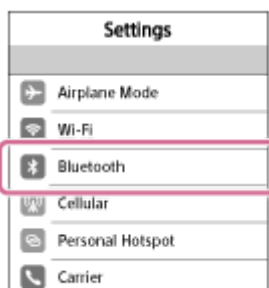 Settings
Airplane Mode
Wi-Fi
Bluetooth
Cellular
Personal Hotspot
Carrier